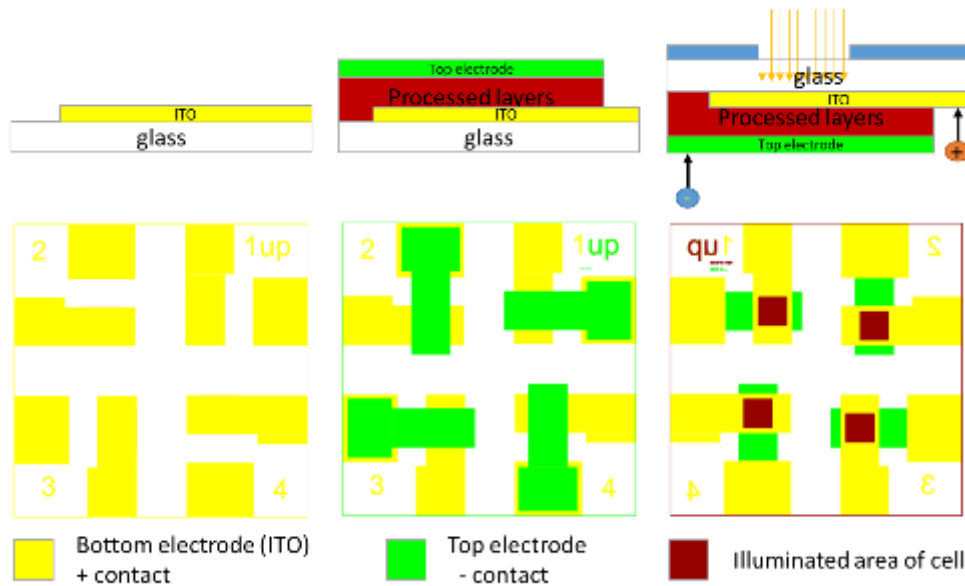 ITO
glass
Top electrode
Processed layers
ITO
glass
glass
ITO
Processed layers
Top electrode
-
+
2
1up
3
4
2
1up
3
4
1up
2
4
3
Bottom electrode (ITO)
+ contact
Top electrode
- contact
Illuminated area of cell